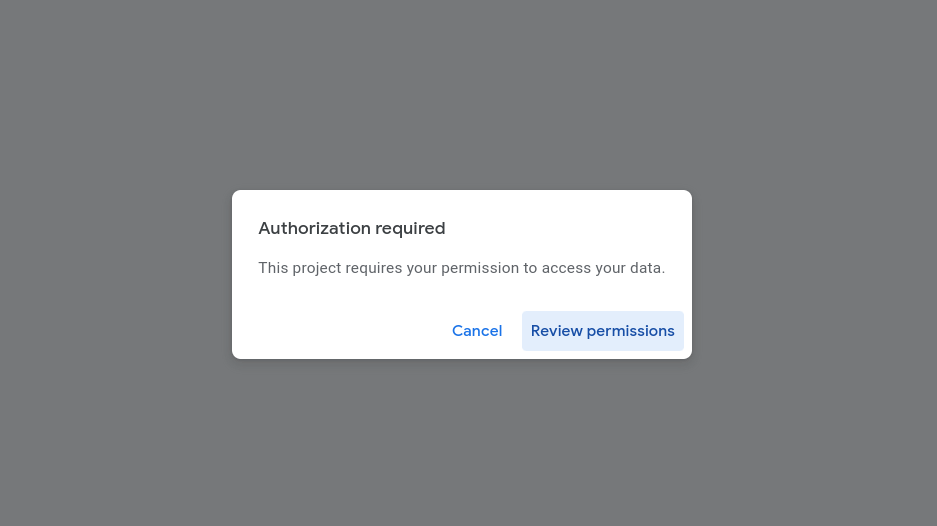 Authorization required
This project requires your permission to access your data.
Cancel Review permissions